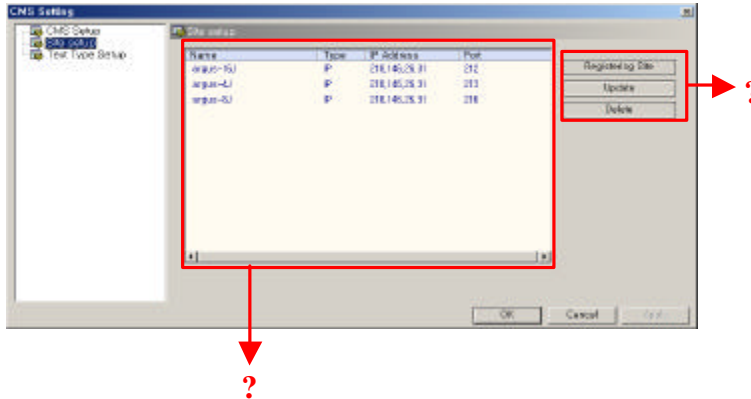 CMS Setting
CMS Setup
Site setup
Text Type Setup
Site setup
Name Type IP Address Port
argus-16J IP 218,145,26,31 212
argus-4J IP 218,145,26,31 213
argus-8J IP 218,145,26,31
Registering Site
Update
Delete
?
OK Cancel
?